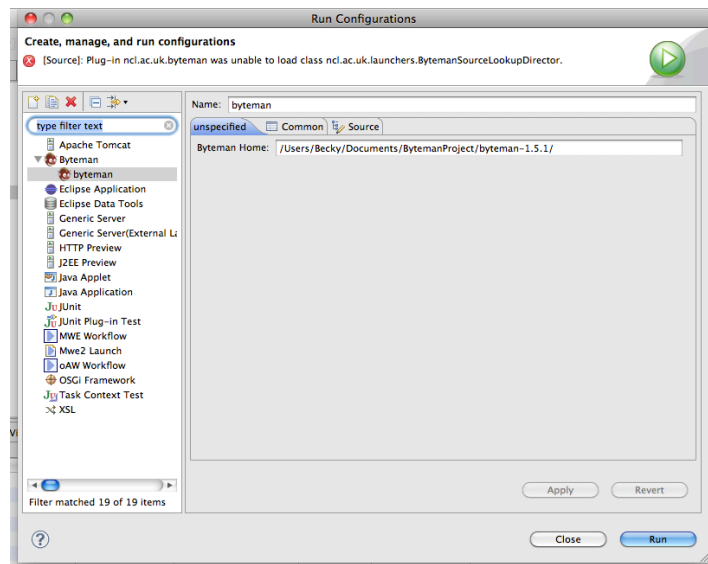 Run Configurations
Create, manage, and run configurations
[Source]: Plug-in ncl.ac.uk.byteman was unable to load class ncl.ac.uk.launchers.BytemanSourceLookupDirector.
type filter text
Apache Tomcat
Byteman
byteman
Eclipse Application
Eclipse Data Tools
Generic Server
Generic Server(External La
HTTP Preview
J2EE Preview
Java Applet
Java Application
JUnit
JUnit Plug-in Test
MWE Workflow
Mwe2 Launch
oAW Workflow
OSGi Framework
Task Context Test
XSL
Filter matched 19 of 19 items
Name: byteman
unspecified Common Source
Byteman Home: /Users/Becky/Documents/BytemanProject/byteman-1.5.1/
Apply Revert
Close Run